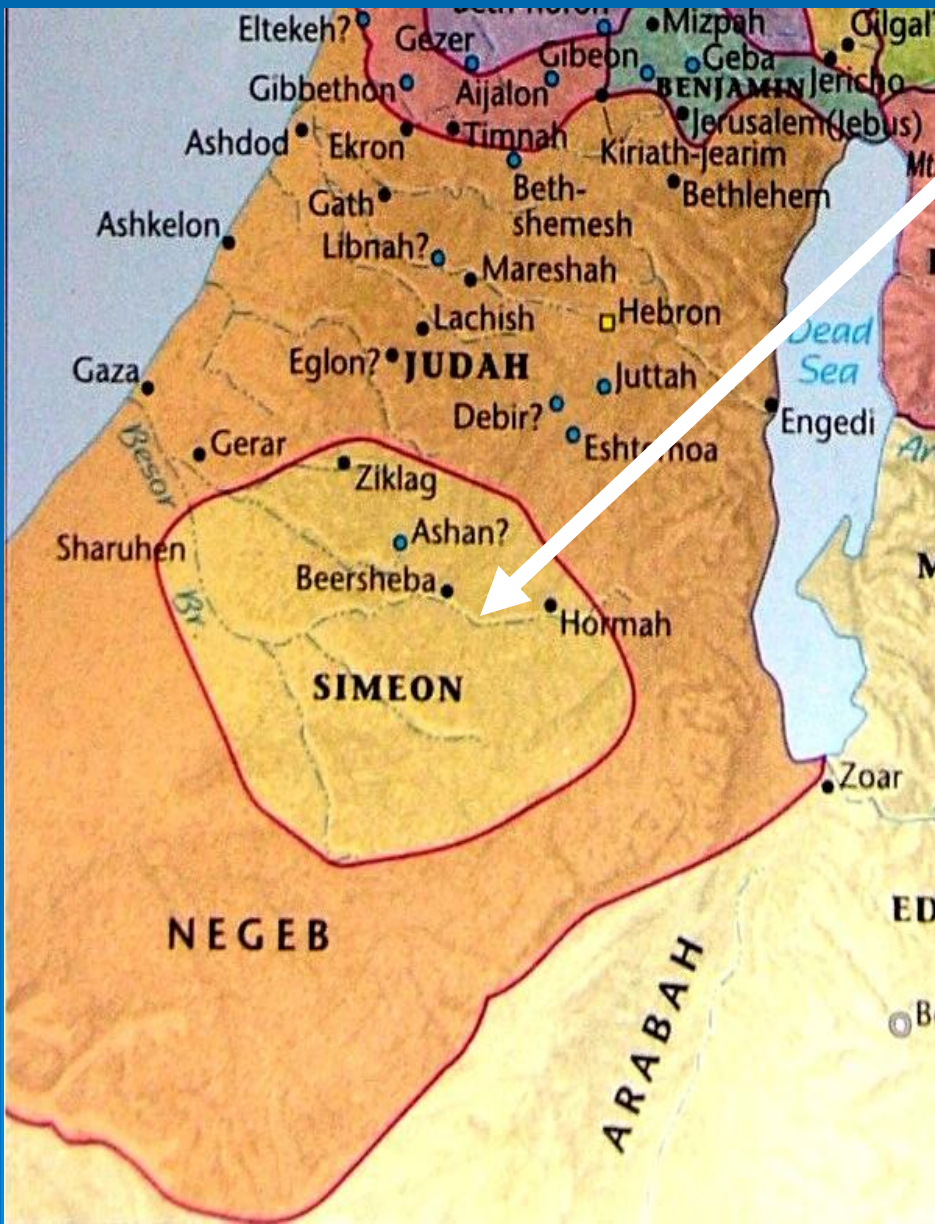 Mizpah
Eltekeh?
Gilgal
Gezer
Gibeon
Geba
Gibbethon
Aijalon
BENJAMIN
Jericho
Ashdod
Ekron
Timnah
Jerusalem(Jebus)
Kiriath-Jearim
Beth-
shemesh
Bethlehem
Gath
Ashkelon
Libnah?
Mareshah
Lachish
Hebron
Dead
Sea
Eglon?
JUDAH
Gaza
Juttah
Debir?
Engedi
Gerar
Besor
Br.
Ziklag
Sharuhen
Ashan?
Beersheba
Hormah
SIMEON
Zoar
NEGEB
ARABAH